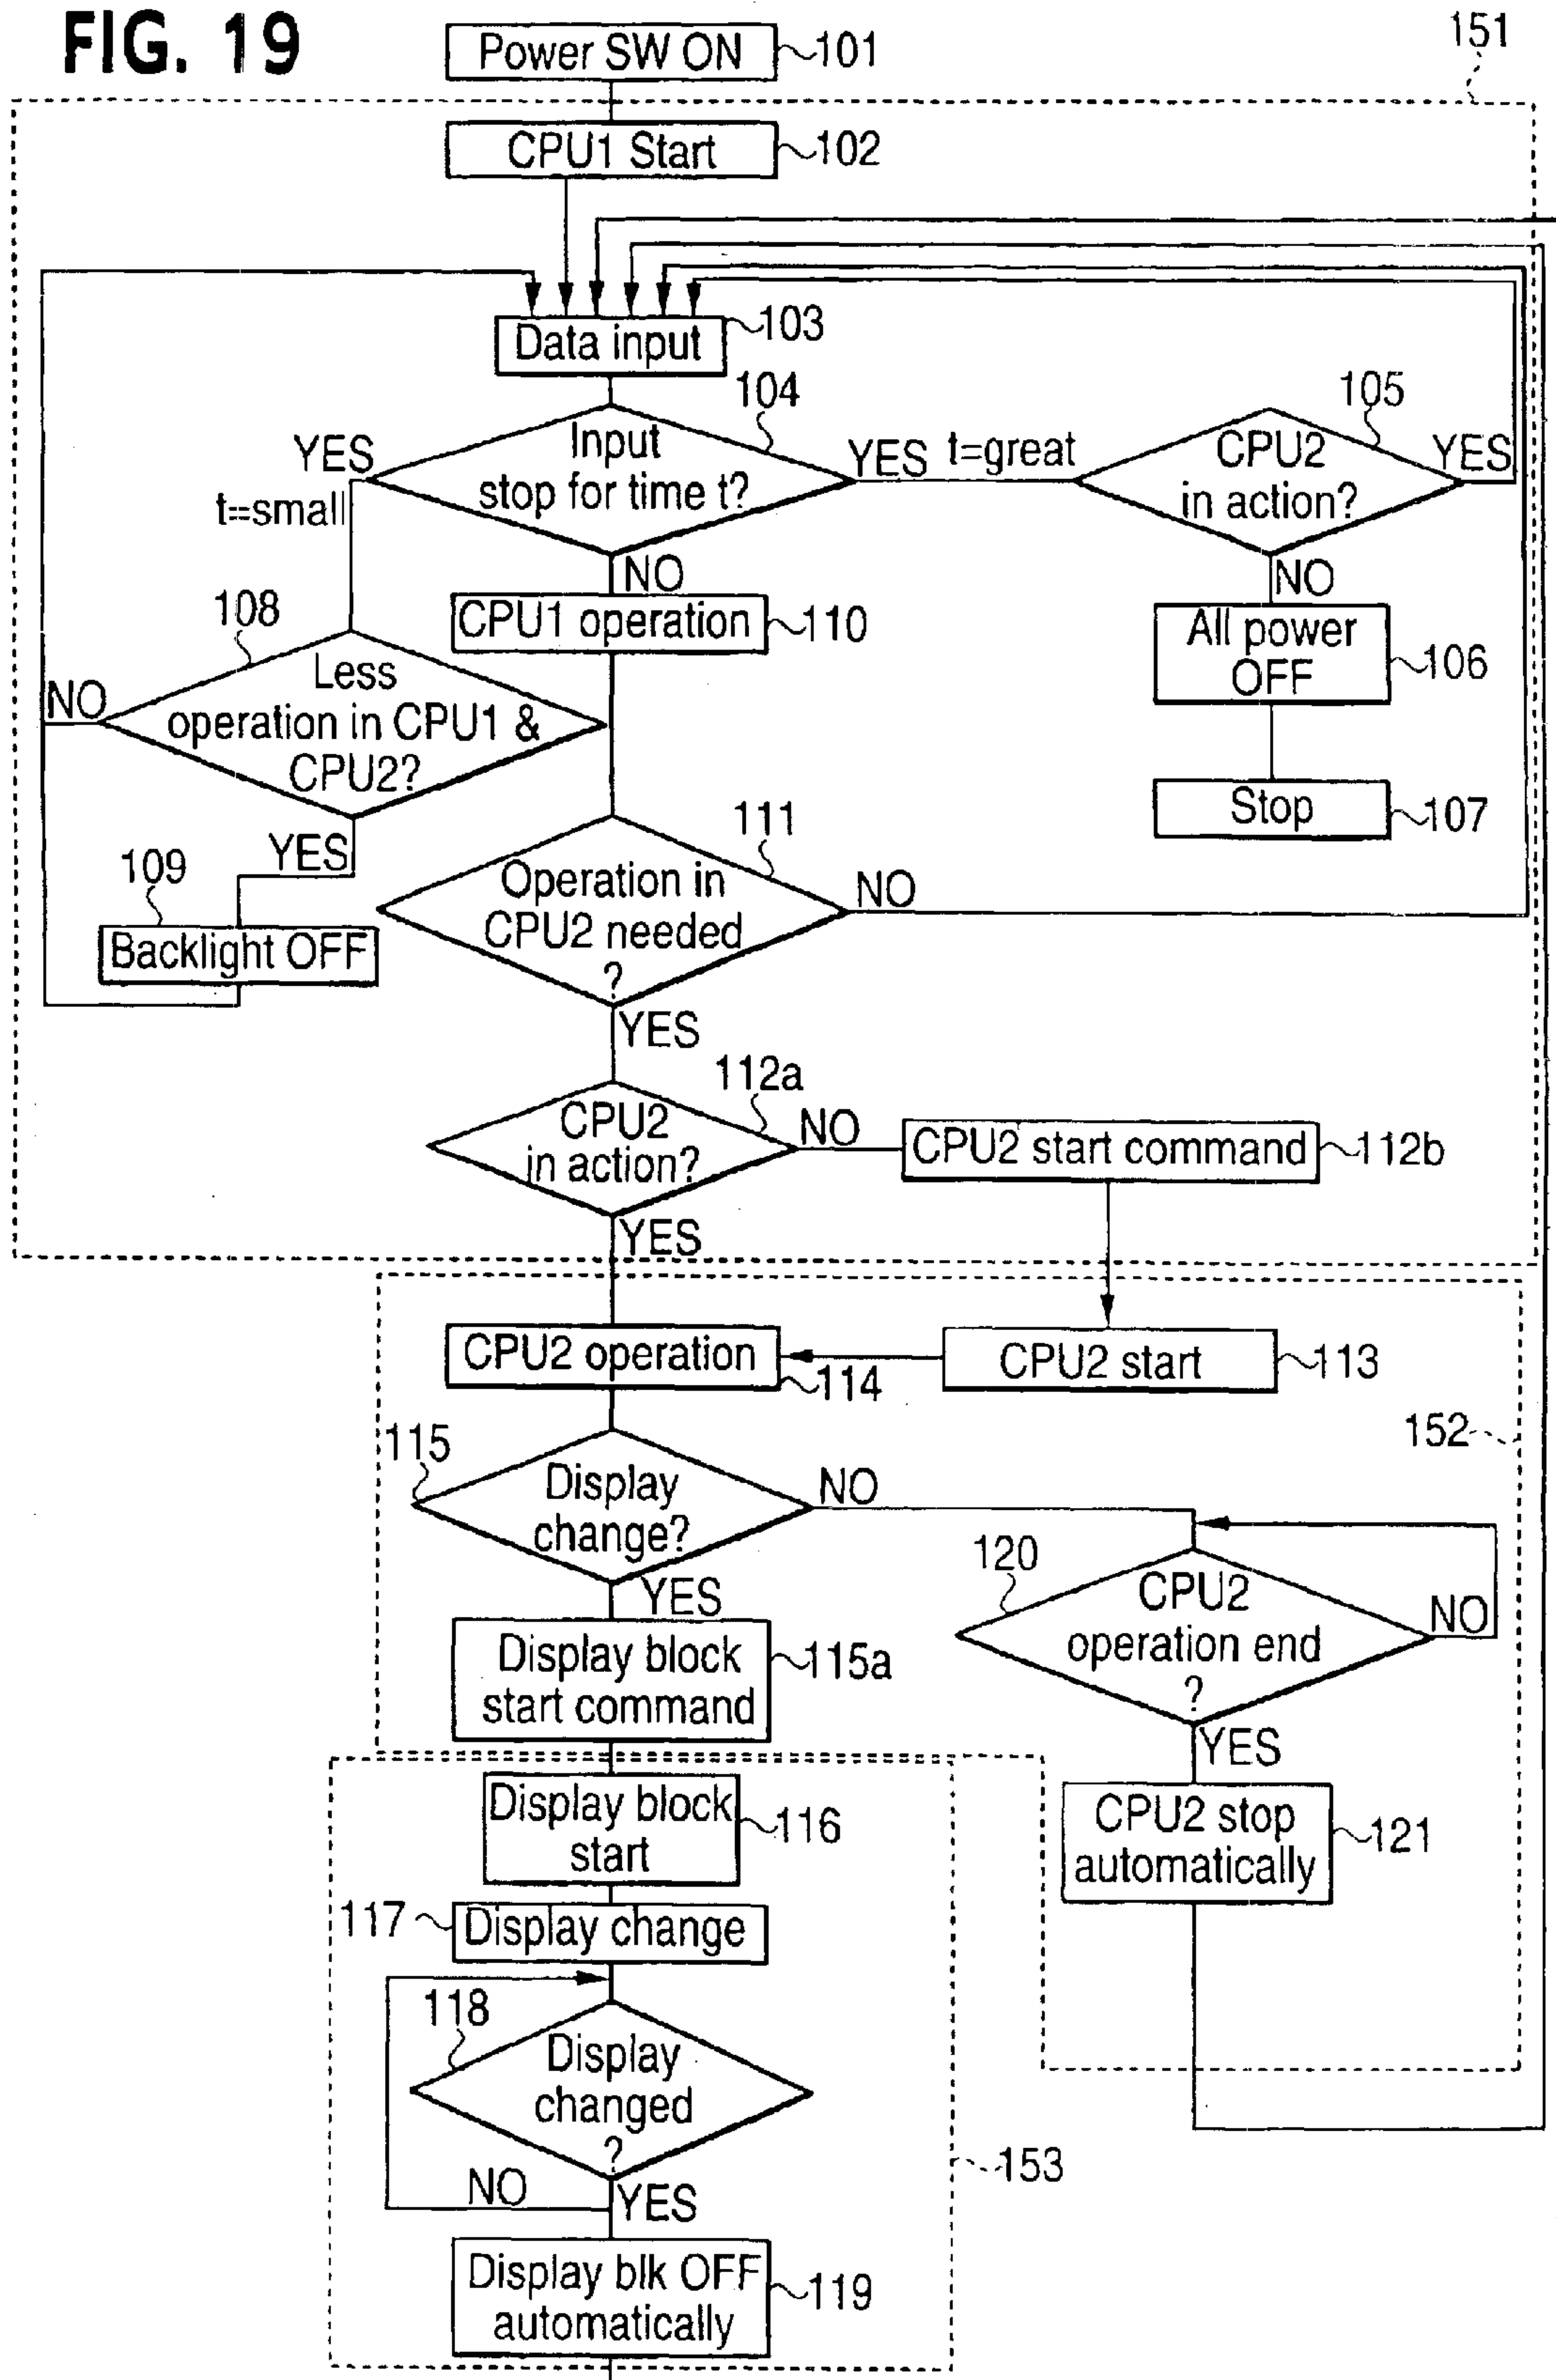 FIG. 19
Power SW ON
101
151
CPU1 Start
102
Data input
103
104
105
YES
Input
stop for time t?
YES t=great
CPU2
in action?
YES
t=small
NO
NO
108
CPU1 operation
110
All power
OFF
106
Less
operation in CPU1 &
CPU2?
NO
Stop
107
YES
109
Backlight OFF
111
Operation in
CPU2 needed
?
NO
YES
112a
CPU2
in action?
NO
CPU2 start command
112b
YES
CPU2 operation
114
CPU2 start
113
152
115
Display
change?
NO
YES
120
CPU2
operation end
?
NO
Display block
start command
115a
YES
Display block
start
116
CPU2 stop
automatically
121
117
Display change
118
Display
changed
?
153
NO
YES
Display blk OFF
automatically
119